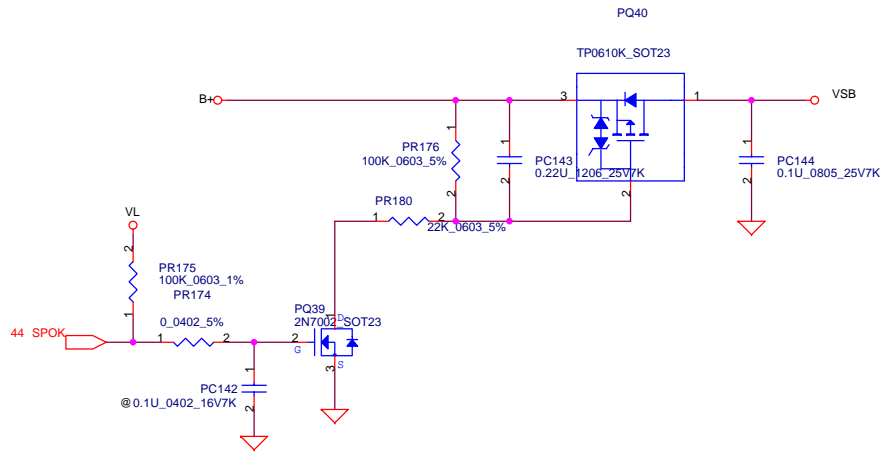 PQ40
TP0610K_SOT23
B+
3
1
VSB
1
PR176
100K_0603_5%
2
1
PC143
0.22U_1206_25V7K
2
2
1
PC144
0.1U_0805_25V7K
2
PR180
1
2
22K_0603_5%
VL
2
PR175
100K_0603_1%
1
PR174
0_0402_5%
1
2
44 SPOK
PQ39
2N7002_SOT23
1
D
2
G
S
3
1
PC142
@0.1U_0402_16V7K
2